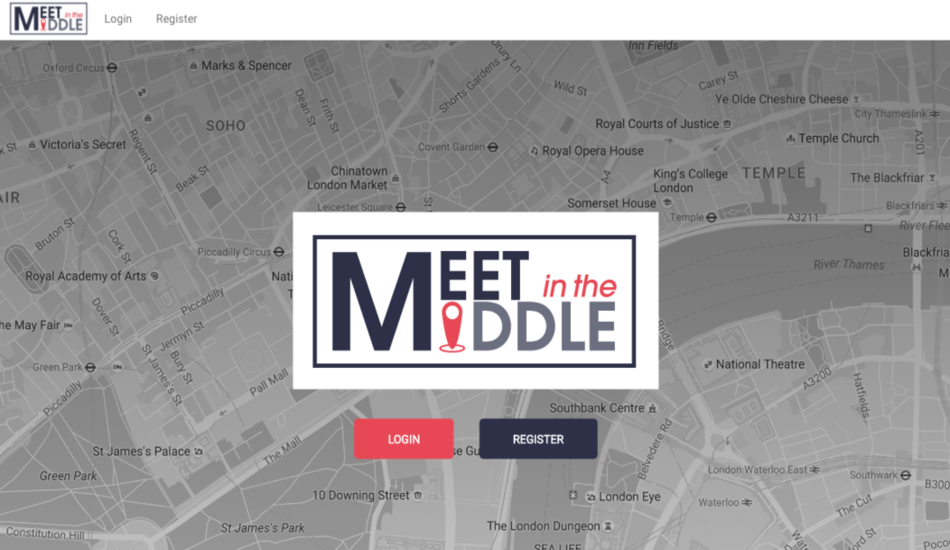 MEET in the
MIDDLE
Login
Register
Inn Fields
Oxford Circus
Marks & Spencer
Drury Ln
Carey St
Wild St
Shorts Gardens
Ye Olde Cheshire Cheese
Dean St
Frith St
City Thameslink
SOHO
Royal Courts of Justice
Temple Church
A201
Victoria's Secret
Regent St
Covent Garden
Royal Opera House
Chinatown
London Market
Beak St
A4
King's College
London
TEMPLE
The Blackfriar
Leicester Square
Somerset House
Blackfriars
Temple
A3211
Bruton St
Cork St
Piccadilly Circus
River Thames
Royal Academy of Arts
MEET in the
MIDDLE
Dover St
Piccadilly
Jermyn St
Green Park
St James's St
Bury St
National Theatre
A3200
Pall Mall
Piccadilly
Hatfields
Southbank Centre
LOGIN
REGISTER
St James's Palace
The Mall
Belvedere Rd
Green Park
London Waterloo East
Southwark
B300
10 Downing Street
London Eye
Waterloo
The Cut
St James's Park
The London Dungeon
Constitution Hill
SEA LIFE